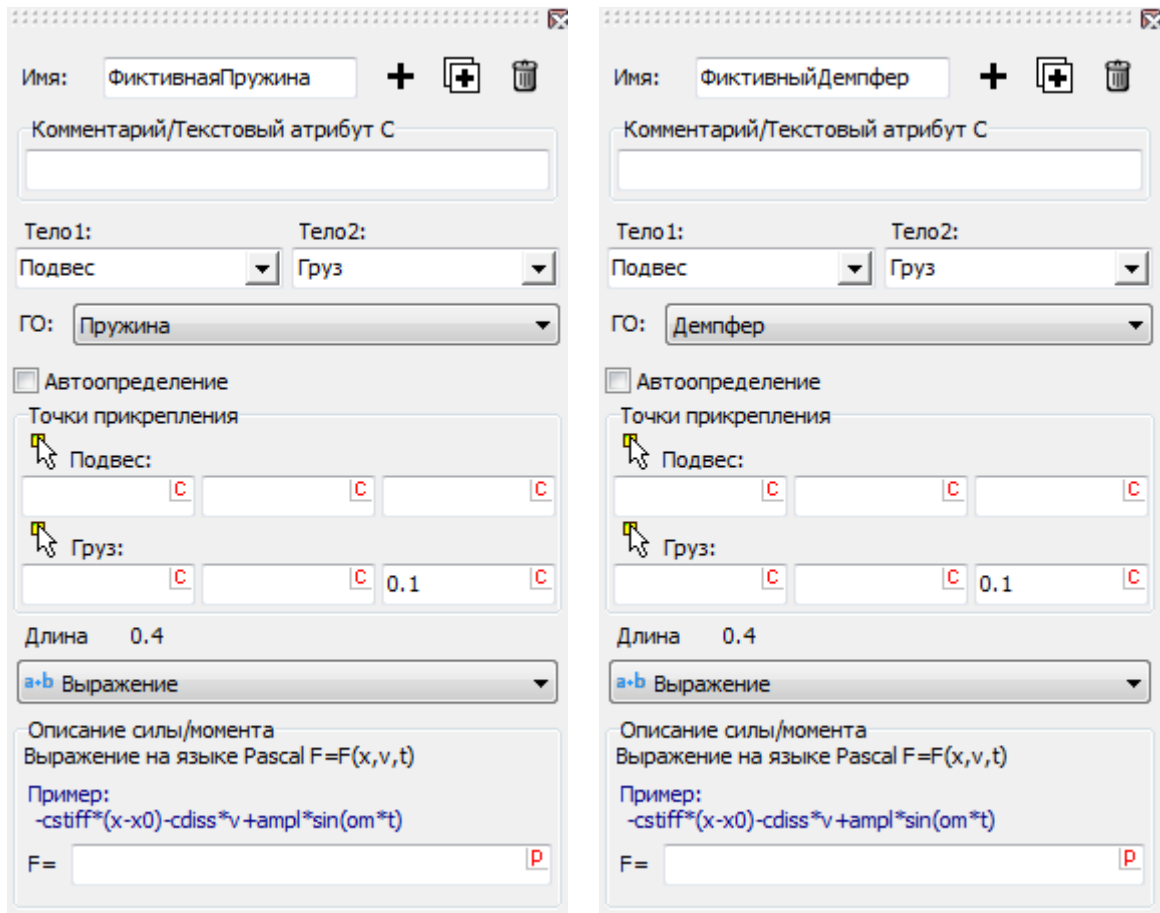 Имя: ФиктивнаяПружина
Комментарий/Текстовый атрибут C
Тело1: Тело2:
Подвес Груз
ГО: Пружина
Автоопределение
Точки прикрепления
Подвес:
C C C
Груз:
C C 0.1 C
Длина 0.4
a+b Выражение
Описание силы/момента
Выражение на языке Pascal F=F(x,v,t)
Пример:
-cstiff*(x-x0)-cdiss*v+ampl*sin(om*t)
F= P
Имя: ФиктивныйДемпфер
Комментарий/Текстовый атрибут C
Тело1: Тело2:
Подвес Груз
ГО: Демпфер
Автоопределение
Точки прикрепления
Подвес:
C C C
Груз:
C C 0.1 C
Длина 0.4
a+b Выражение
Описание силы/момента
Выражение на языке Pascal F=F(x,v,t)
Пример:
-cstiff*(x-x0)-cdiss*v+ampl*sin(om*t)
F= P